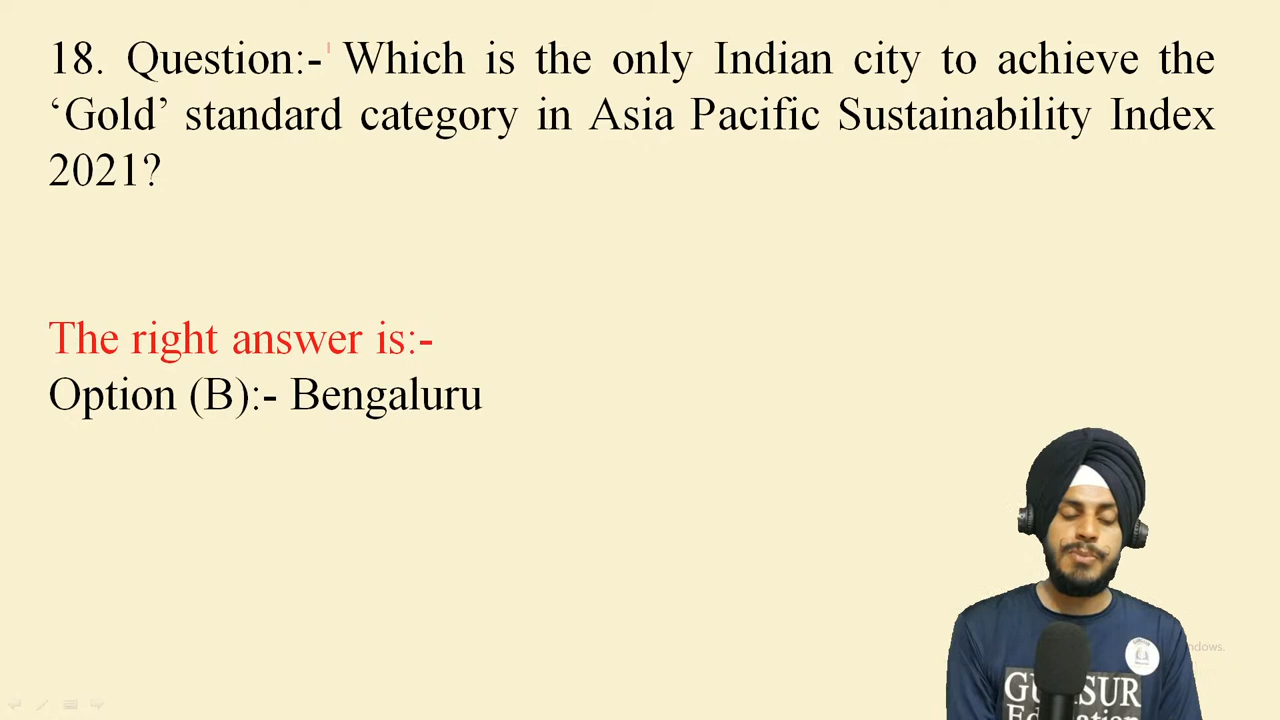 18. Question:- Which is the only Indian city to achieve the
‘Gold’ standard category in Asia Pacific Sustainability Index
2021?
The right answer is:-
Option (B):- Bengaluru
ndows.